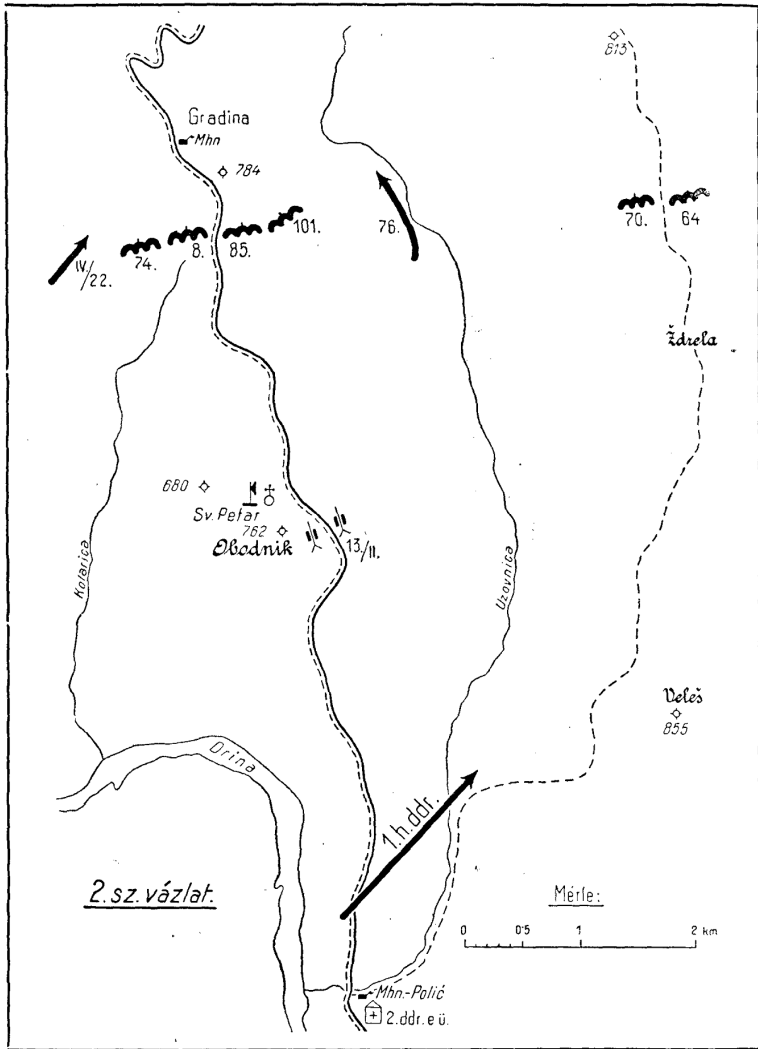 813
Gradina
Mhn
784
IV./22.
74.
8.
85.
101.
76.
70.
64
Ždrela
680
Sv. Petar
762
Obodnik
13./II.
Kolarica
Uzovnica
Veleš
855
Drina
1.h.ddr.
2.sz. vázlat.
Mérle:
0 0·5 1 2 km
Mhn.-Polić
2.ddr.e ü.